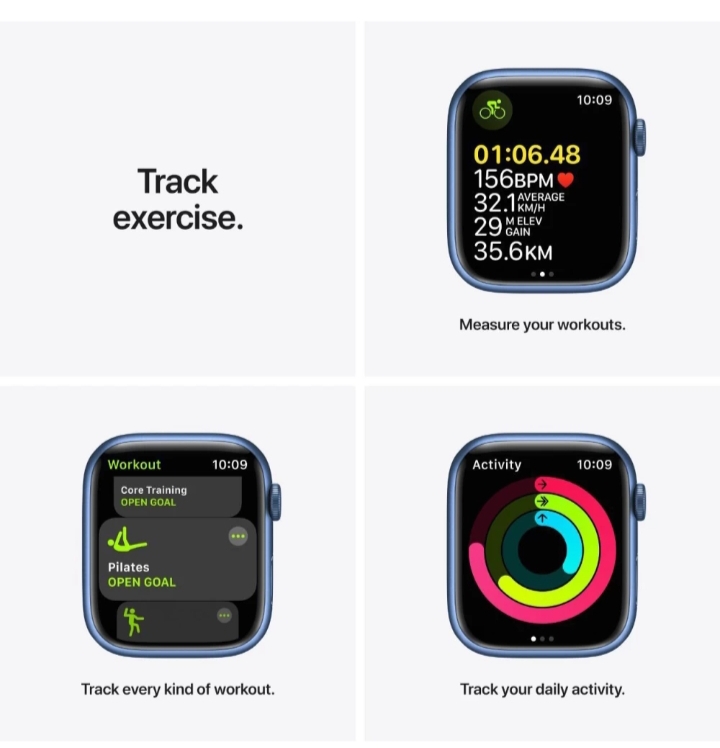 Track
exercise.
10:09
01:06.48
156BPM
32.1 AVERAGE KM/H
29 M ELEV GAIN
35.6KM
Measure your workouts.
Workout 10:09
Core Training
OPEN GOAL
Pilates
OPEN GOAL
Track every kind of workout.
Activity 10:09
Track your daily activity.